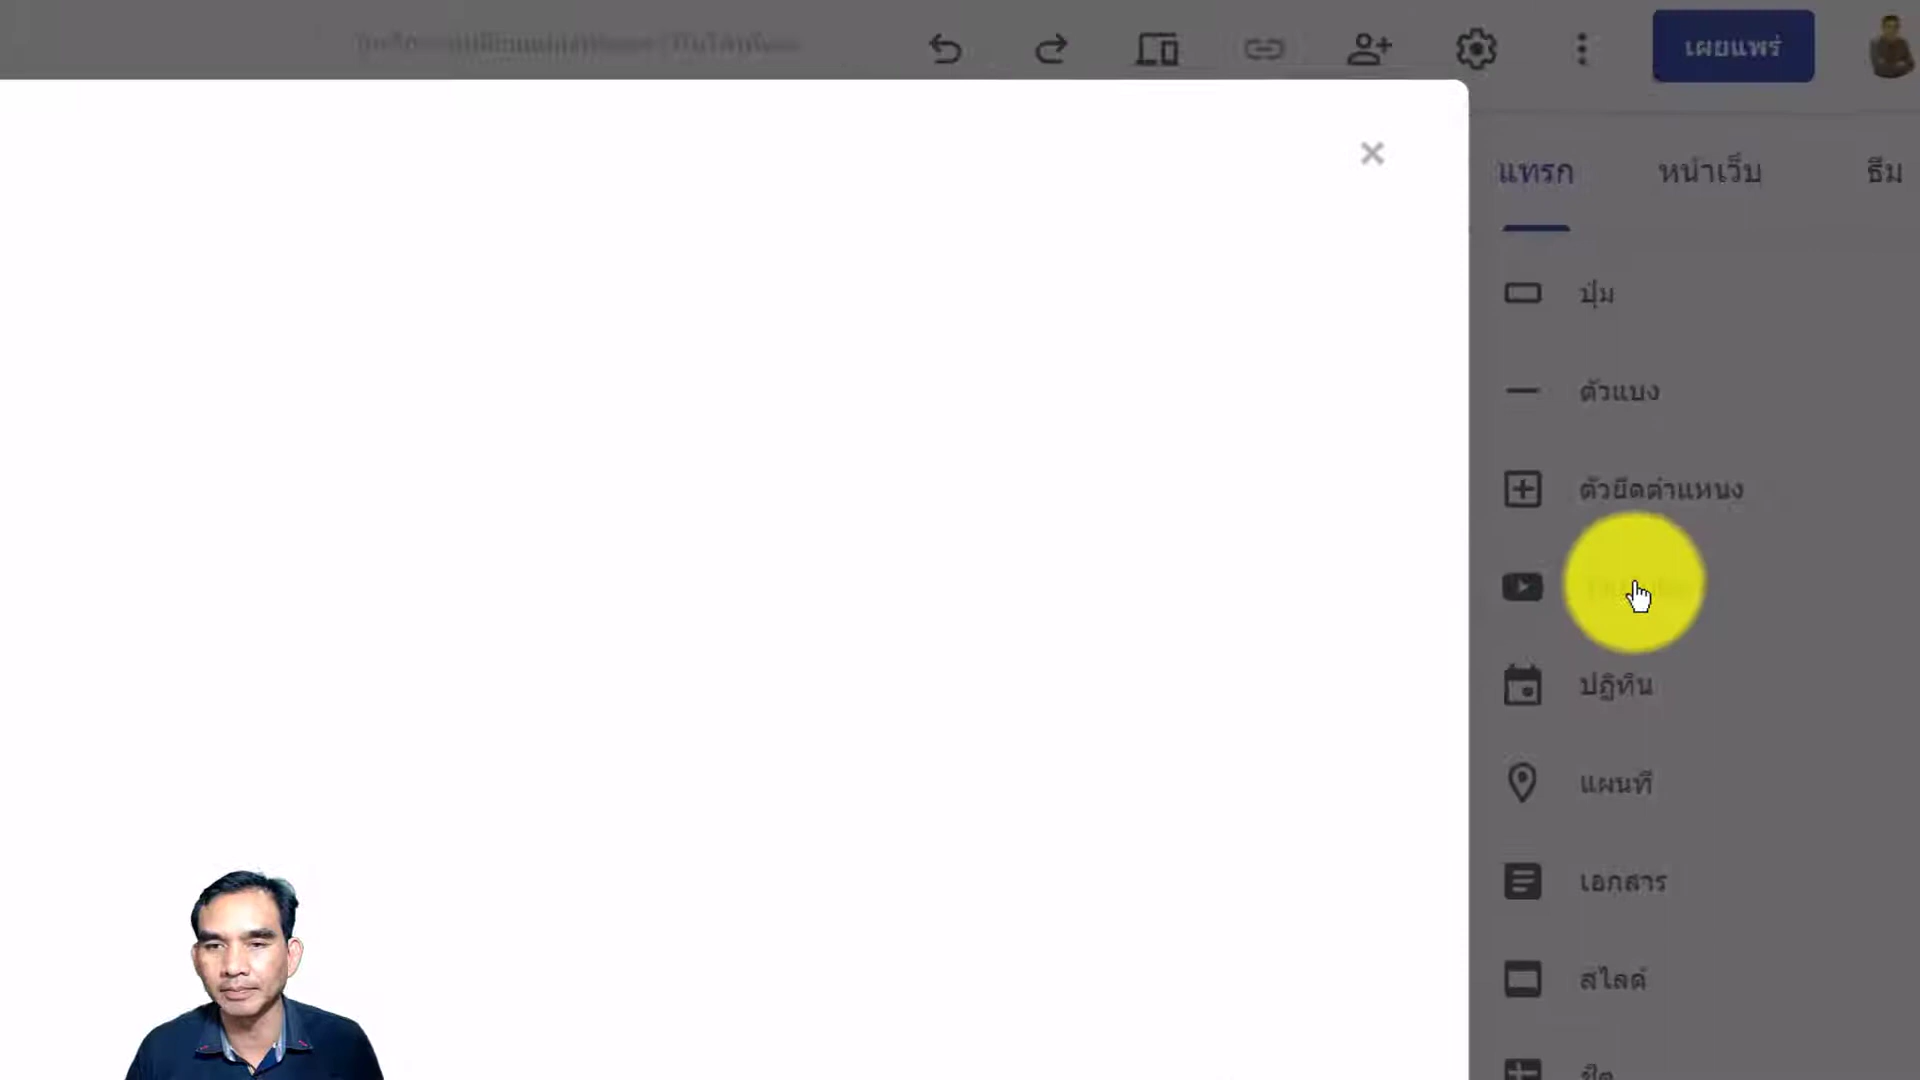 เผยแพร่
แทรก
หน้าเว็บ
ธีม
ปุ่ม
ตัวแบ่ง
ตัวยึดตำแหน่ง
ปฏิทิน
แผนที่
เอกสาร
สไลด์
ชีต